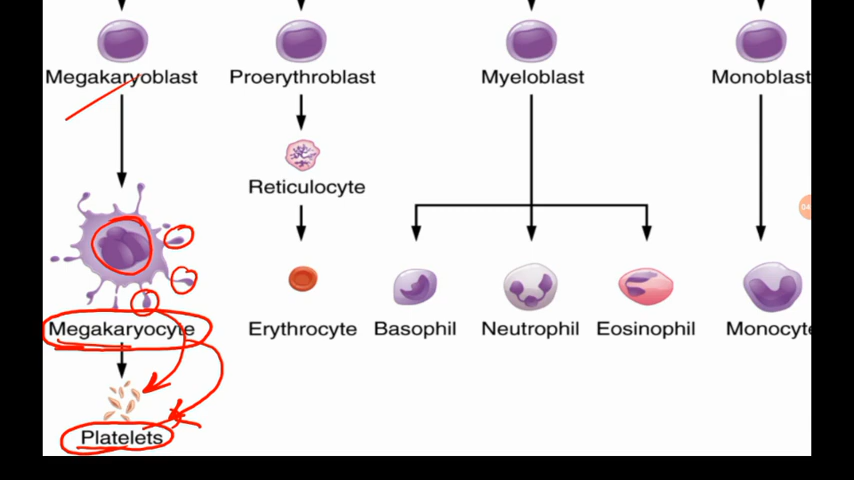 Megakaryoblast Proerythroblast Myeloblast Monoblast
Reticulocyte
Megakaryocyte Erythrocyte Basophil Neutrophil Eosinophil Monocyte
Platelets